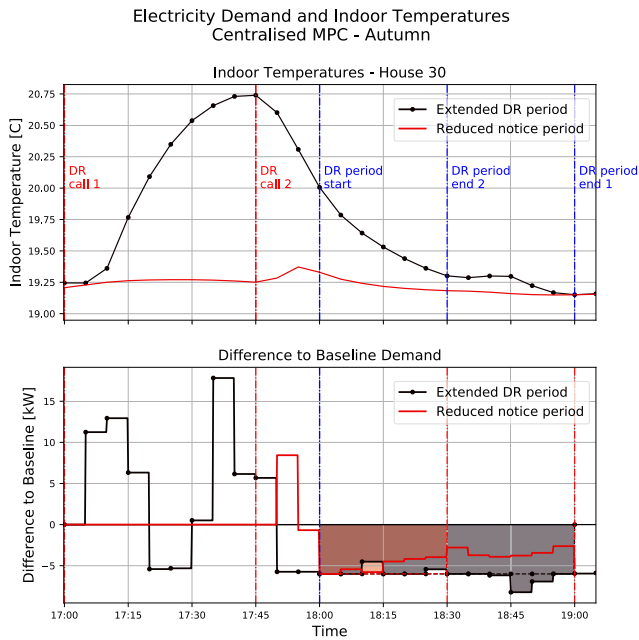 Electricity Demand and Indoor Temperatures
Centralised MPC - Autumn
Indoor Temperatures - House 30
Indoor Temperature [C]
20.75
20.50
20.25
20.00
19.75
19.50
19.25
19.00
Extended DR period
Reduced notice period
DR
call 1
DR
call 2
DR period
start
DR period
end 2
DR period
end 1
Difference to Baseline Demand
Difference to Baseline [kW]
15
10
5
0
−5
Extended DR period
Reduced notice period
17:00
17:15
17:30
17:45
18:00
18:15
18:30
18:45
19:00
Time